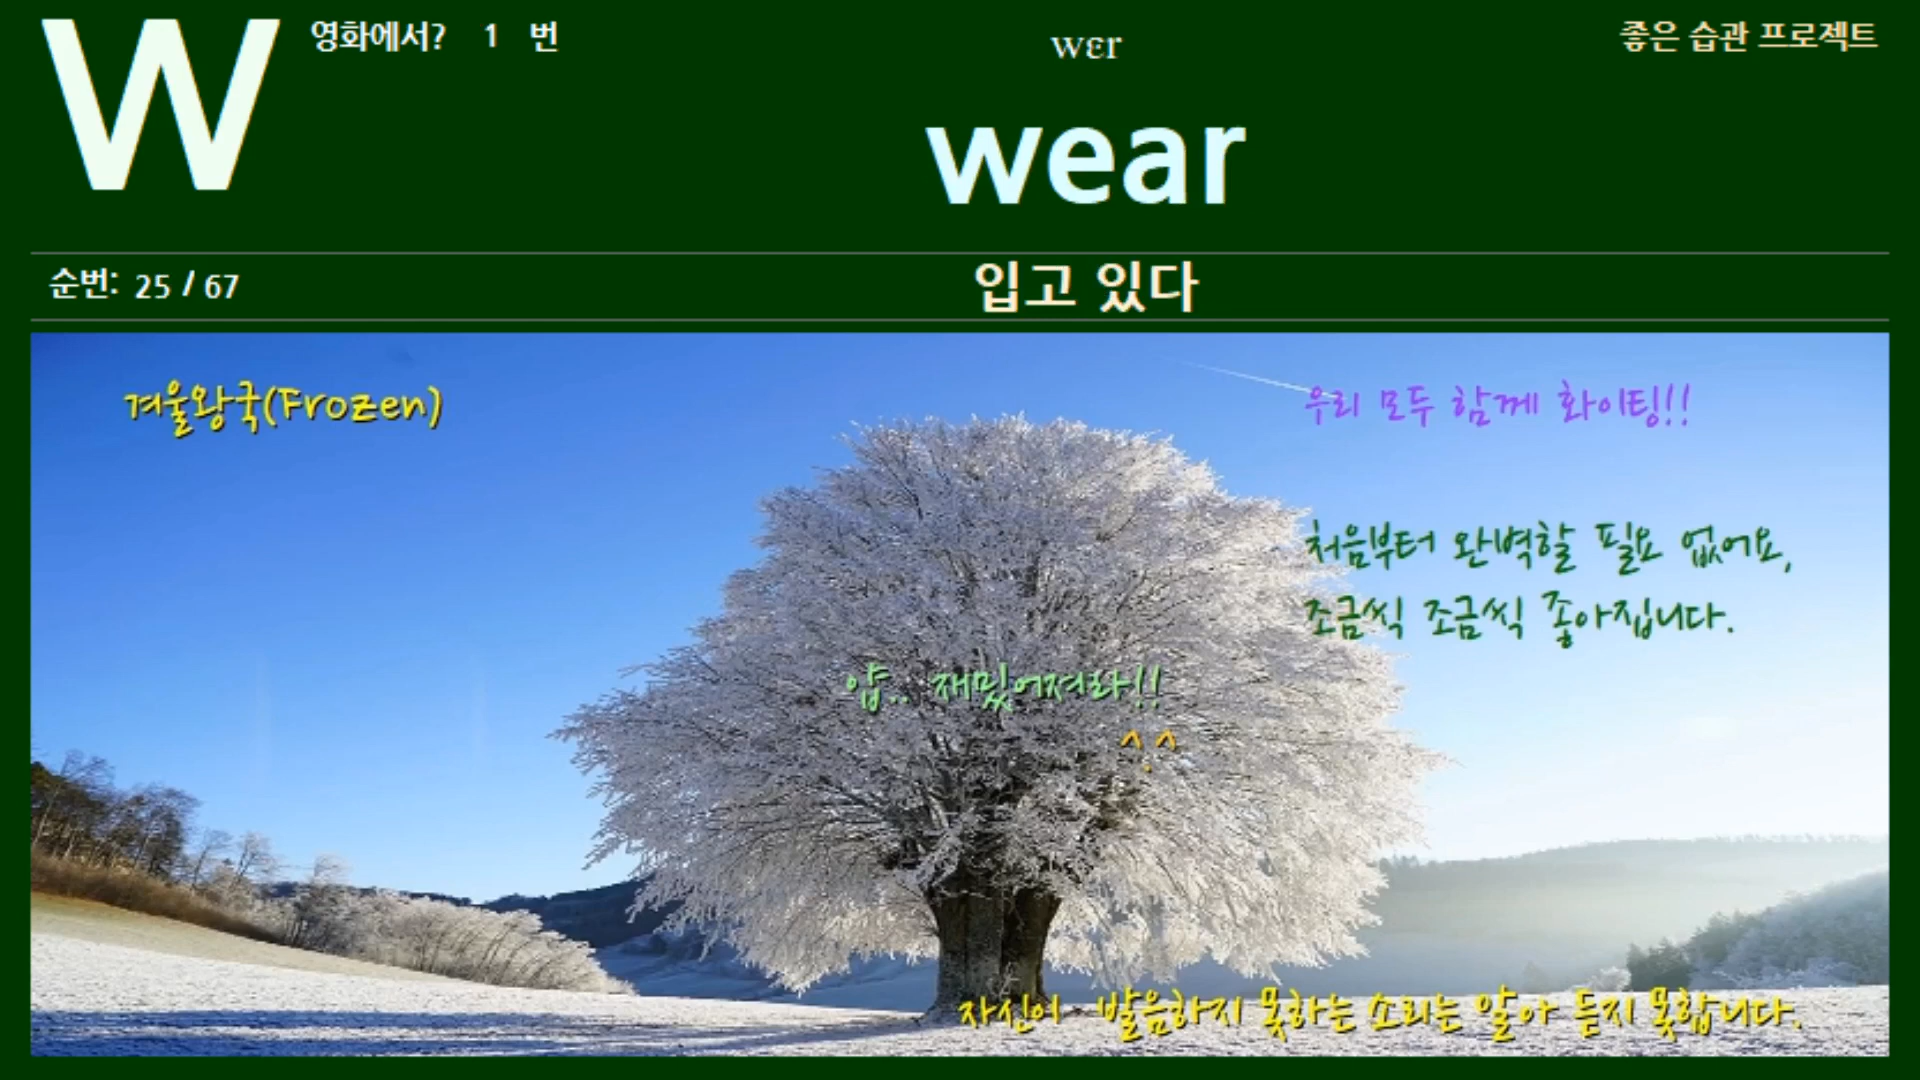 W
영화에서? 1 번
wɛr
좋은 습관 프로젝트
wear
순번: 25 / 67
입고 있다
겨울왕국(Frozen)
우리 모두 함께 화이팅!!
처음부터 완벽할 필요 없어요,
조금씩 조금씩 좋아집니다.
얍.. 재밌어져라!!
^.^
자신이 발음하지 못하는 소리는 알아 듣지 못합니다.